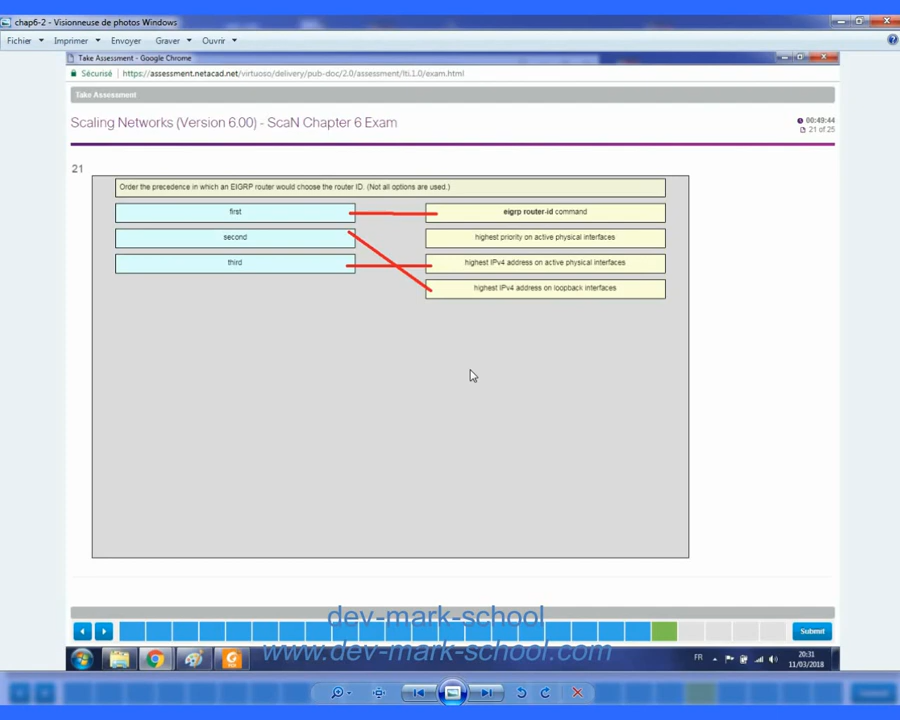 chap6-2 - Visionneuse de photos Windows
Fichier Imprimer Envoyer Graver Ouvrir
Take Assessment - Google Chrome
Sécurisé https://assessment.netacad.net/virtuoso/delivery/pub-doc/2.0/assessment/lti.1.0/exam.html
Take Assessment
Scaling Networks (Version 6.00) - ScaN Chapter 6 Exam
00:49:44
21 of 25
21
Order the precedence in which an EIGRP router would choose the router ID. (Not all options are used.)
first
eigrp router-id command
second
highest priority on active physical interfaces
third
highest IPv4 address on active physical interfaces
highest IPv4 address on loopback interfaces
dev-mark-school
Submit
www.dev-mark-school.com
FR
20:31
11/03/2018